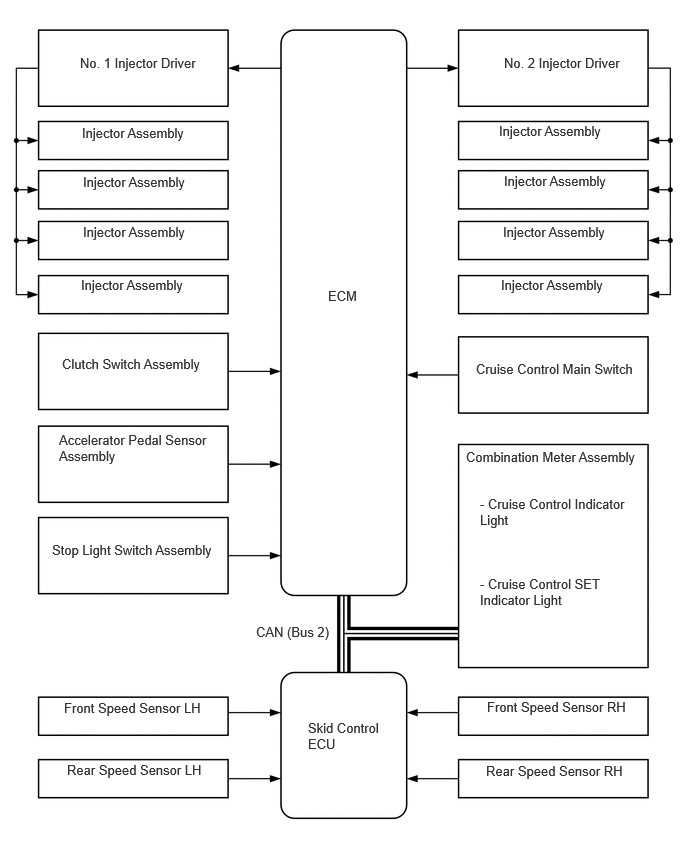 No. 1 Injector Driver
No. 2 Injector Driver
Injector Assembly
Injector Assembly
Injector Assembly
Injector Assembly
Injector Assembly
Injector Assembly
Injector Assembly
Injector Assembly
ECM
Clutch Switch Assembly
Cruise Control Main Switch
Accelerator Pedal Sensor
Assembly
Combination Meter Assembly
- Cruise Control Indicator
Light
Stop Light Switch Assembly
- Cruise Control SET
Indicator Light
CAN (Bus 2)
Front Speed Sensor LH
Front Speed Sensor RH
Skid Control
ECU
Rear Speed Sensor LH
Rear Speed Sensor RH